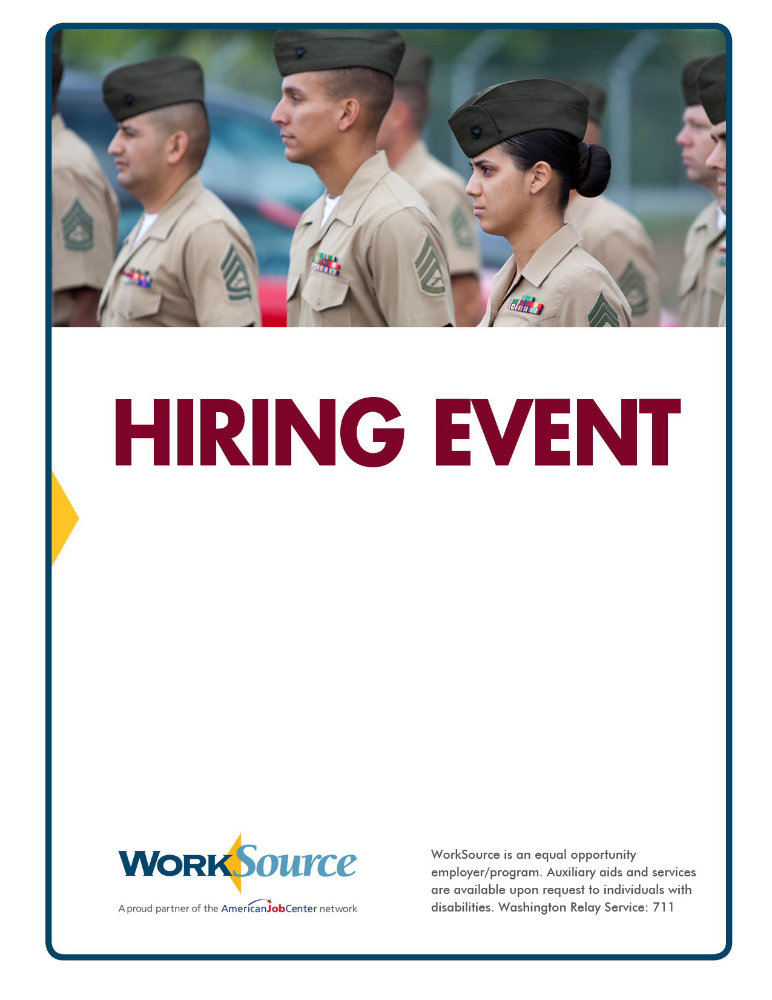 HIRING EVENT
WorkSource
A proud partner of the AmericanJobCenter network
WorkSource is an equal opportunity
employer/program. Auxiliary aids and services
are available upon request to individuals with
disabilities. Washington Relay Service: 711